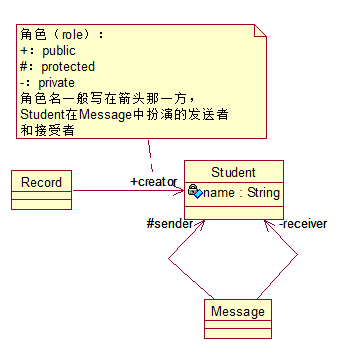 角色（role）：
+：public
#：protected
-：private
角色名一般写在箭头那一方，
Student在Message中扮演的发送者
和接受者
Record
+creator
Student
name : String
#sender
-receiver
Message